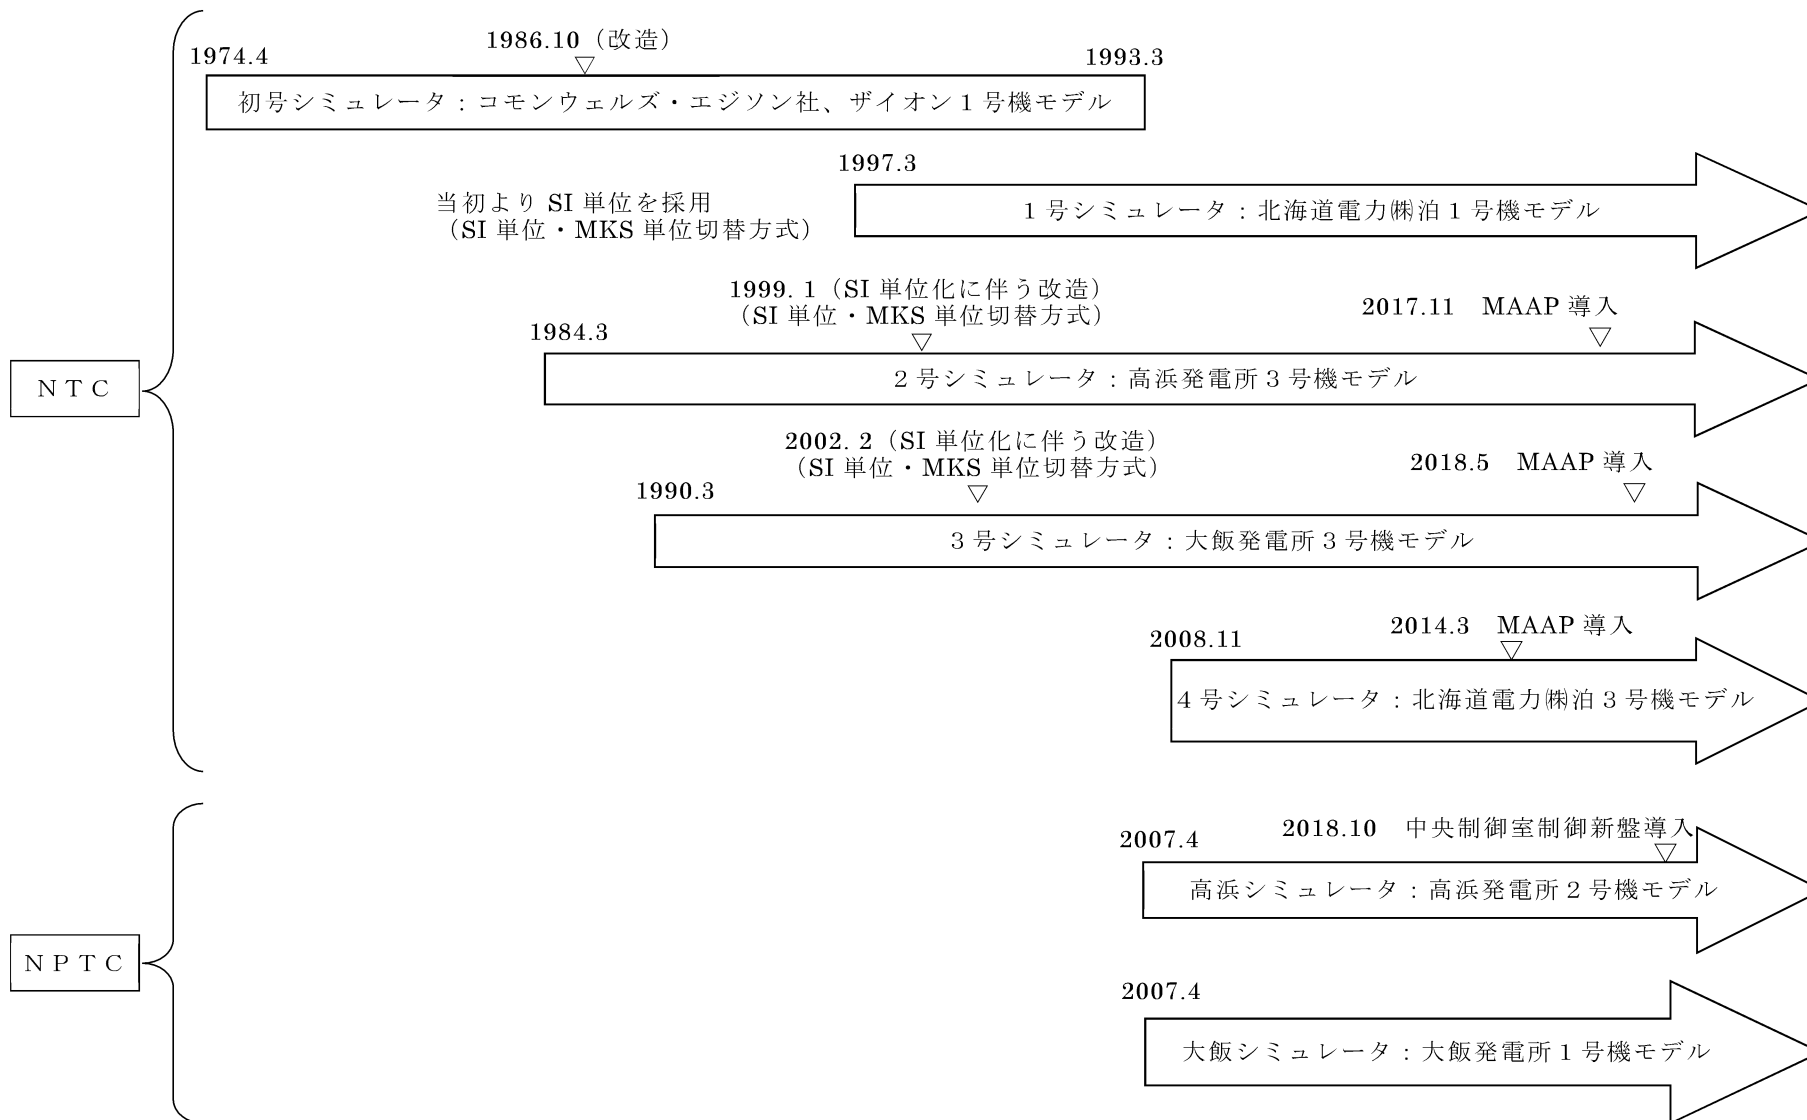 1986.10（改造）
1974.4
1993.3
初号シミュレータ：コモンウェルズ・エジソン社、ザイオン１号機モデル
1997.3
当初より SI 単位を採用
（SI 単位・MKS 単位切替方式）
１号シミュレータ：北海道電力㈱泊１号機モデル
1999. 1（SI 単位化に伴う改造）
（SI 単位・MKS 単位切替方式）
2017.11　MAAP 導入
1984.3
２号シミュレータ：高浜発電所３号機モデル
ＮＴＣ
2002. 2（SI 単位化に伴う改造）
（SI 単位・MKS 単位切替方式）
2018.5　MAAP 導入
1990.3
３号シミュレータ：大飯発電所３号機モデル
2014.3　MAAP 導入
2008.11
４号シミュレータ：北海道電力㈱泊３号機モデル
2018.10　中央制御室制御新盤導入
2007.4
高浜シミュレータ：高浜発電所２号機モデル
ＮＰＴＣ
2007.4
大飯シミュレータ：大飯発電所１号機モデル